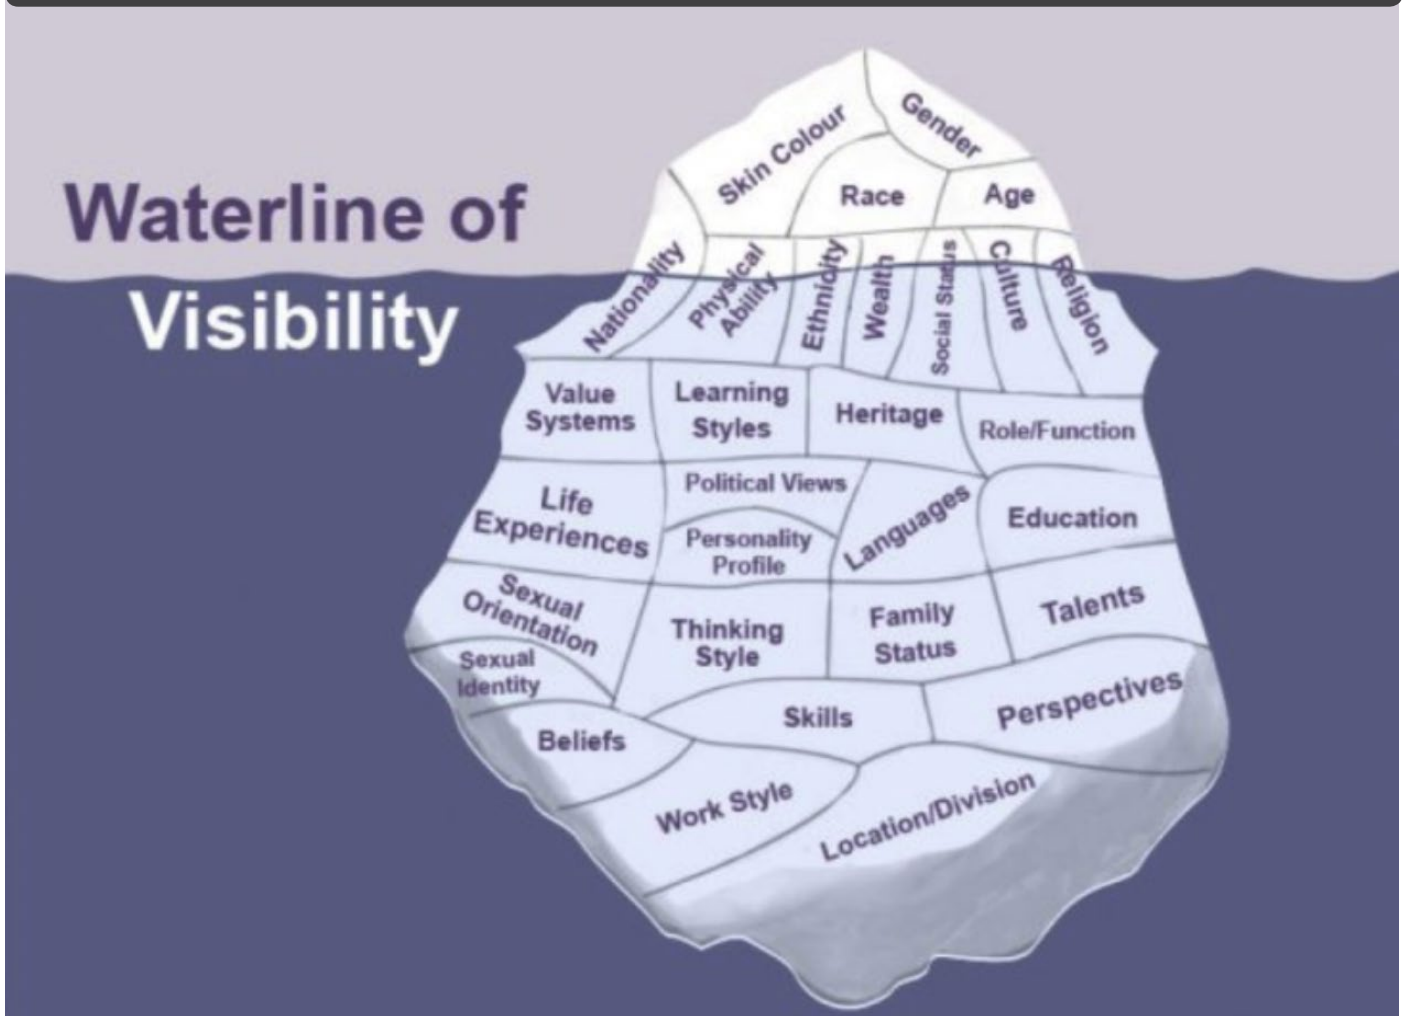 Waterline of
Visibility
Skin Colour
Gender
Race
Age
Nationality
Physical
Ability
Ethnicity
Wealth
Social Status
Culture
Religion
Value
Systems
Learning
Styles
Heritage
Role/Function
Life
Experiences
Political Views
Personality
Profile
Languages
Education
Sexual
Orientation
Sexual
Identity
Thinking
Style
Family
Status
Talents
Beliefs
Skills
Perspectives
Work Style
Location/Division